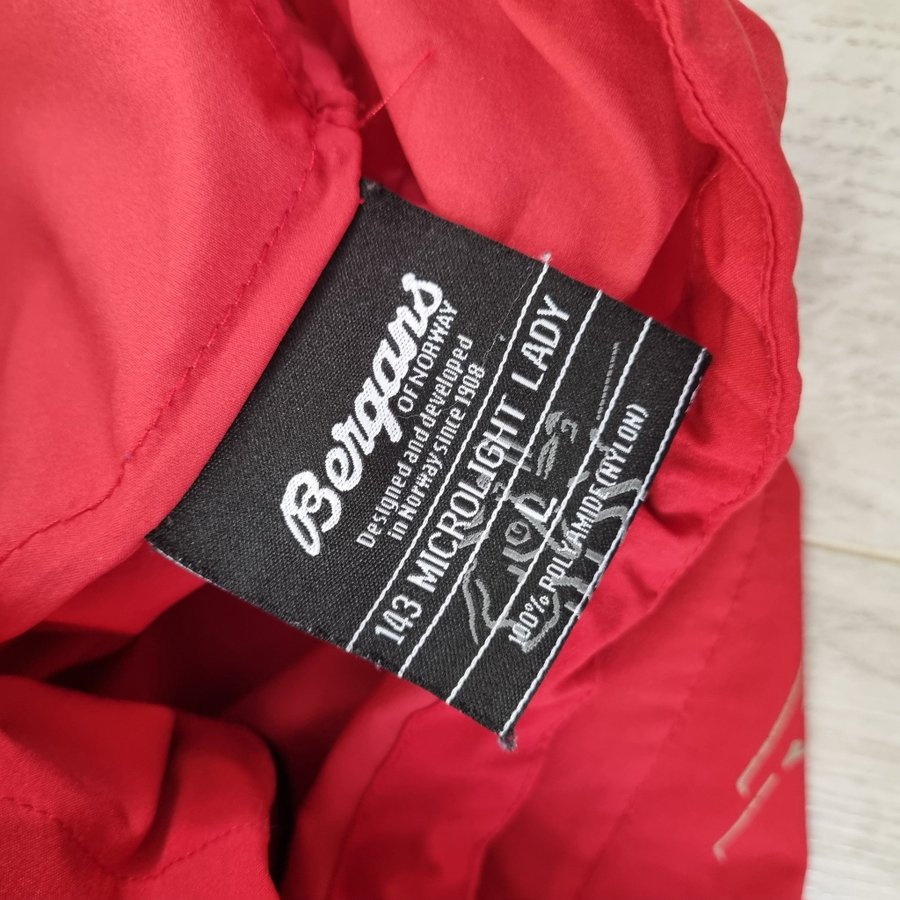 Bergans
OF NORWAY
Designed and developed
in Norway since 1908
143 MICROLIGHT LADY
L
100% POLYAMIDE (NYLON)